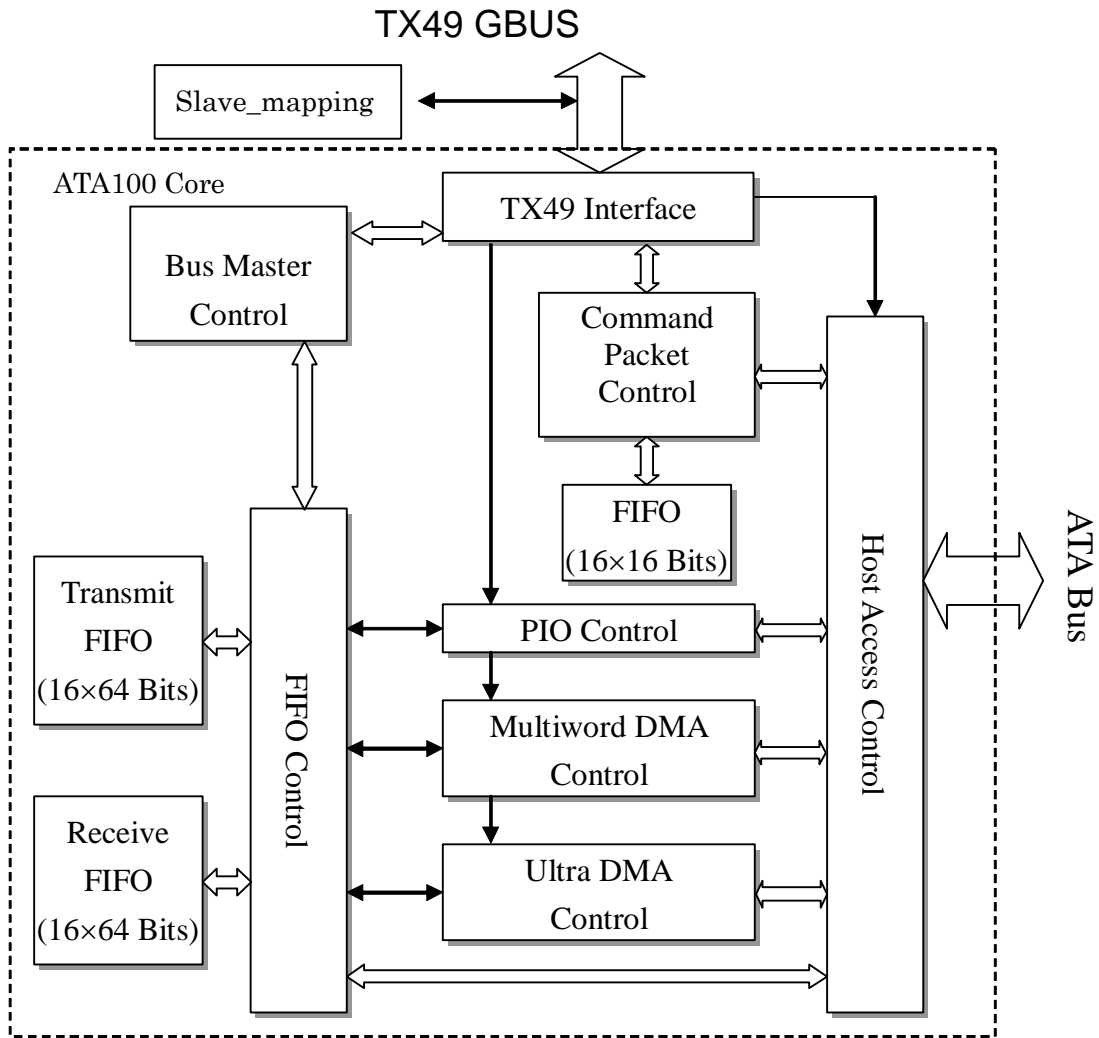 TX49 GBUS
Slave_mapping
ATA100 Core
TX49 Interface
Bus Master
Control
Command
Packet
Control
FIFO
(16×16 Bits)
Transmit
FIFO
(16×64 Bits)
FIFO Control
PIO Control
Host Access Control
ATA Bus
Multiword DMA
Control
Receive
FIFO
(16×64 Bits)
Ultra DMA
Control